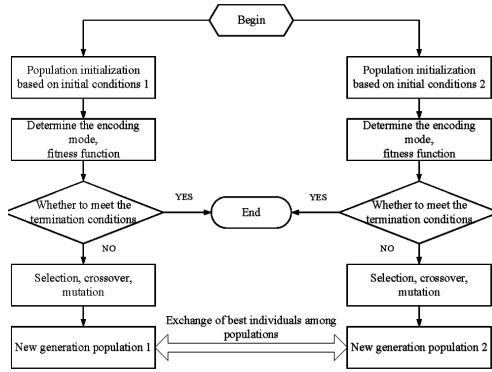 Begin
Population initialization
based on initial conditions 1
Population initialization
based on initial conditions 2
Determine the encoding
mode,
fitness function
Determine the encoding
mode,
fitness function
Whether to meet the
termination conditions
YES
End
YES
Whether to meet the
termination conditions
NO
NO
Selection, crossover,
mutation
Selection, crossover,
mutation
Exchange of best individuals among
populations
New generation population 1
New generation population 2